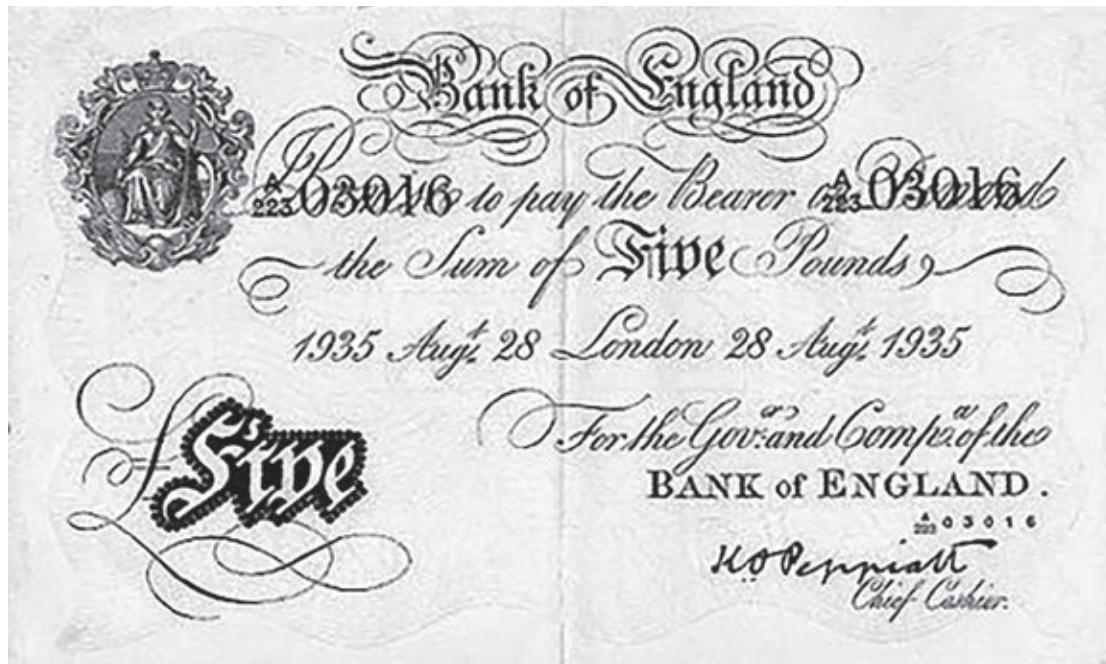 Bank of England
A/223 03016 to pay the Bearer on A/223 03016
the Sum of Five Pounds
1935 Augt. 28 London 28 Augt. 1935
Five
For the Govr. and Compa. of the
BANK of ENGLAND.
A/223 03016
K O Peppiatt
Chief Cashier.